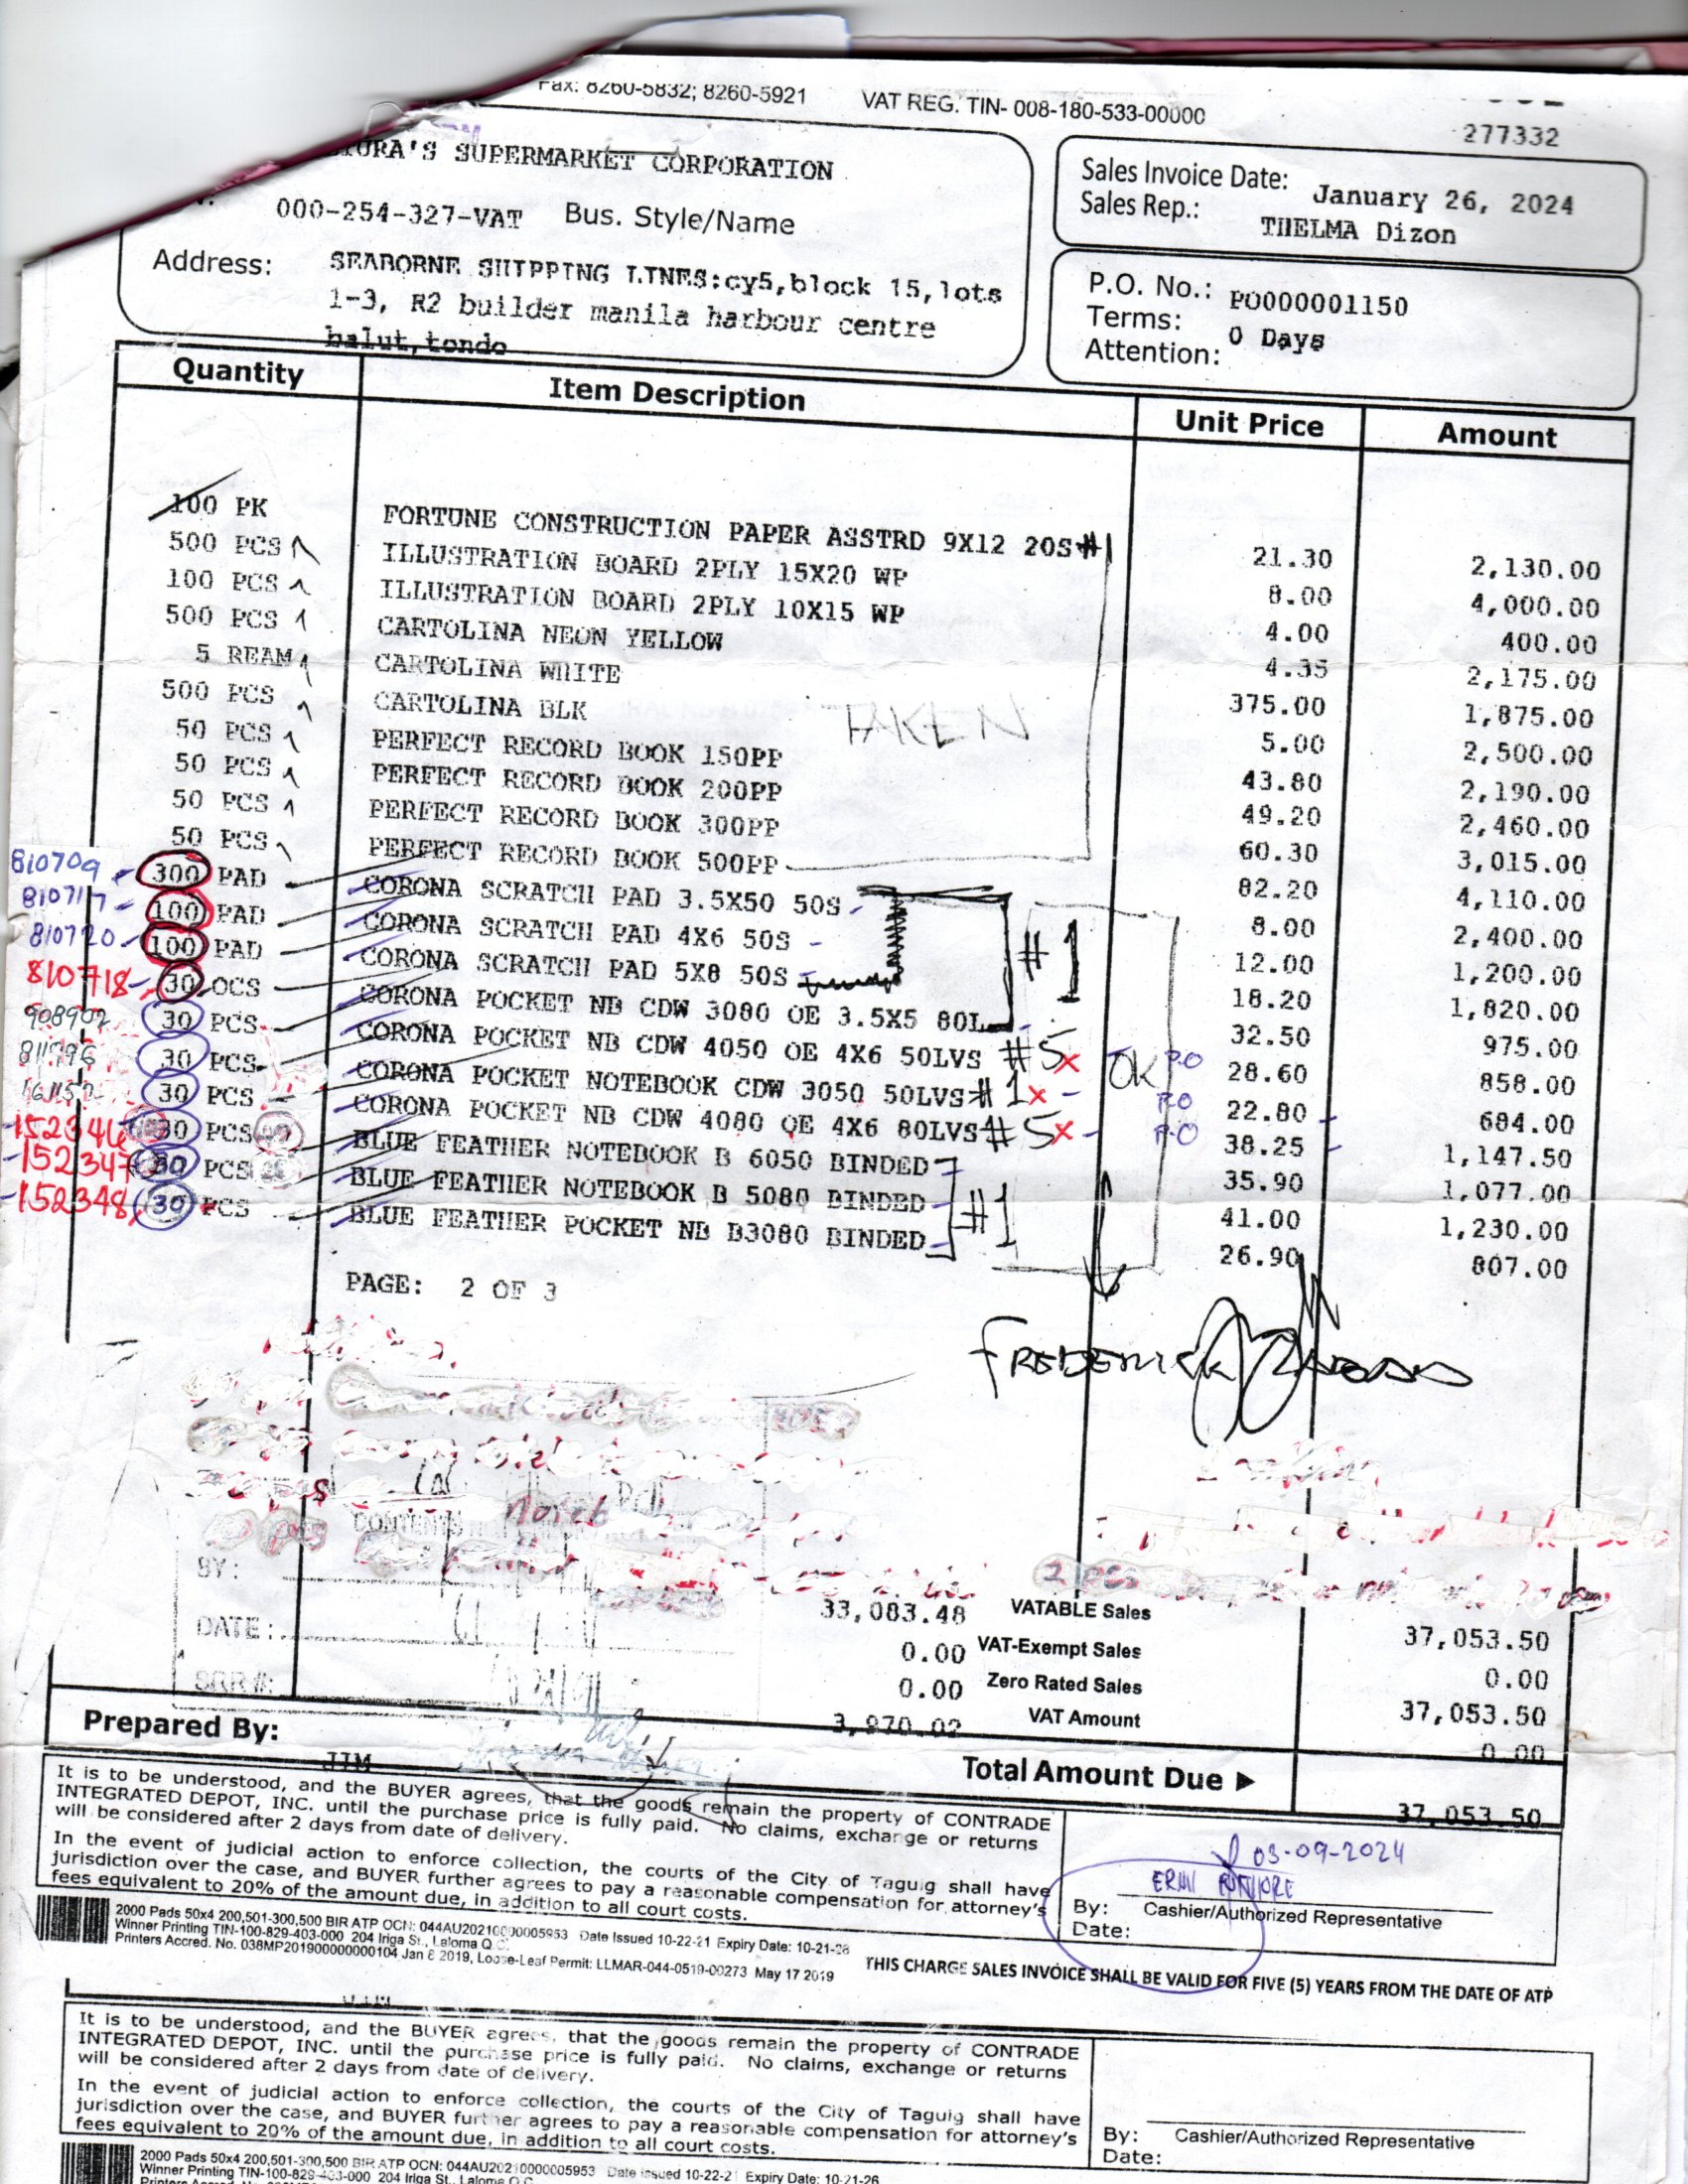 Fax: 8260-5832; 8260-5921 VAT REG. TIN- 008-180-533-00000
277332
SUPERMARKET CORPORATION
000-254-327-VAT Bus. Style/Name
Address: SEABORNE SHIPPING LINES:cy5,block 15,lots
1-3, R2 builder manila harbour centre
balut,tondo
Sales Invoice Date: January 26, 2024
Sales Rep.: THELMA Dizon
P.O. No.: PO000001150
Terms: 0 Days
Attention:
Quantity Item Description Unit Price Amount
100 PK FORTUNE CONSTRUCTION PAPER ASSTRD 9X12 20S #1 21.30 2,130.00
500 PCS ILLUSTRATION BOARD 2PLY 15X20 WP 8.00 4,000.00
100 PCS ILLUSTRATION BOARD 2PLY 10X15 WP 4.00 400.00
500 PCS CARTOLINA NEON YELLOW 4.35 2,175.00
5 REAM CARTOLINA WHITE 375.00 1,875.00
500 PCS CARTOLINA BLK 5.00 2,500.00
TAKEN
50 PCS PERFECT RECORD BOOK 150PP 43.80 2,190.00
50 PCS PERFECT RECORD BOOK 200PP 49.20 2,460.00
50 PCS PERFECT RECORD BOOK 300PP 60.30 3,015.00
50 PCS PERFECT RECORD BOOK 500PP 82.20 4,110.00
810709 300 PAD CORONA SCRATCH PAD 3.5X50 50S 8.00 2,400.00
810717 100 PAD CORONA SCRATCH PAD 4X6 50S 12.00 1,200.00
810720 100 PAD CORONA SCRATCH PAD 5X8 50S #1 18.20 1,820.00
810718 30 OCS CORONA POCKET NB CDW 3080 OE 3.5X5 80L 32.50 975.00
908902 30 PCS CORONA POCKET NB CDW 4050 OE 4X6 50LVS #5 x OK P.O 28.60 858.00
30 PCS CORONA POCKET NOTEBOOK CDW 3050 50LVS #1 x P.O 22.80 684.00
30 PCS CORONA POCKET NB CDW 4080 OE 4X6 80LVS #5 x P.O 38.25 1,147.50
152346 30 PCS BLUE FEATHER NOTEBOOK B 6050 BINDED 35.90 1,077.00
152347 30 PCS BLUE FEATHER NOTEBOOK B 5080 BINDED #1 41.00 1,230.00
152348 30 PCS BLUE FEATHER POCKET NB B3080 BINDED 26.90 807.00
PAGE: 2 OF 3
FREDERICK
CONTENTS
BY:
2 PCS
DATE:
SRR #:
33,083.48 VATABLE Sales 37,053.50
0.00 VAT-Exempt Sales 0.00
0.00 Zero Rated Sales 37,053.50
3,970.02 VAT Amount 0.00
Prepared By: JIM
Total Amount Due ► 37,053.50
It is to be understood, and the BUYER agrees, that the goods remain the property of CONTRADE
INTEGRATED DEPOT, INC. until the purchase price is fully paid. No claims, exchange or returns
will be considered after 2 days from date of delivery.
In the event of judicial action to enforce collection, the courts of the City of Taguig shall have
jurisdiction over the case, and BUYER further agrees to pay a reasonable compensation for attorney's
fees equivalent to 20% of the amount due, in addition to all court costs.
03-09-2024
ERMI
By: Cashier/Authorized Representative
Date:
2000 Pads 50x4 200,501-300,500 BIR ATP OCN: 044AU20210000005953 Date Issued 10-22-21 Expiry Date: 10-21-26
Winner Printing TIN-100-829-403-000 204 Iriga St., Laloma Q.C.
Printers Accred. No. 038MP20190000000104 Jan 8 2019, Loose-Leaf Permit: LLMAR-044-0519-00273 May 17 2019
THIS CHARGE SALES INVOICE SHALL BE VALID FOR FIVE (5) YEARS FROM THE DATE OF ATP
It is to be understood, and the BUYER agrees, that the goods remain the property of CONTRADE
INTEGRATED DEPOT, INC. until the purchase price is fully paid. No claims, exchange or returns
will be considered after 2 days from date of delivery.
In the event of judicial action to enforce collection, the courts of the City of Taguig shall have
jurisdiction over the case, and BUYER further agrees to pay a reasonable compensation for attorney's
fees equivalent to 20% of the amount due, in addition to all court costs.
By: Cashier/Authorized Representative
Date:
2000 Pads 50x4 200,501-300,500 BIR ATP OCN: 044AU20210000005953 Date Issued 10-22-21 Expiry Date: 10-21-26
Winner Printing TIN-100-829-403-000 204 Iriga St., Laloma Q.C.